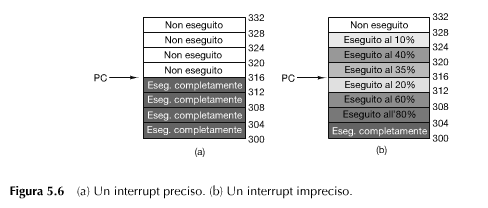 332
Non eseguito
328
Non eseguito
324
Non eseguito
320
Non eseguito
PC
316
Eseg. completamente
312
Eseg. completamente
308
Eseg. completamente
304
Eseg. completamente
300
(a)
332
Non eseguito
328
Eseguito al 10%
324
Eseguito al 40%
320
Eseguito al 35%
PC
316
Eseguito al 20%
312
Eseguito al 60%
308
Eseguito all'80%
304
Eseg. completamente
300
(b)
Figura 5.6 (a) Un interrupt preciso. (b) Un interrupt impreciso.